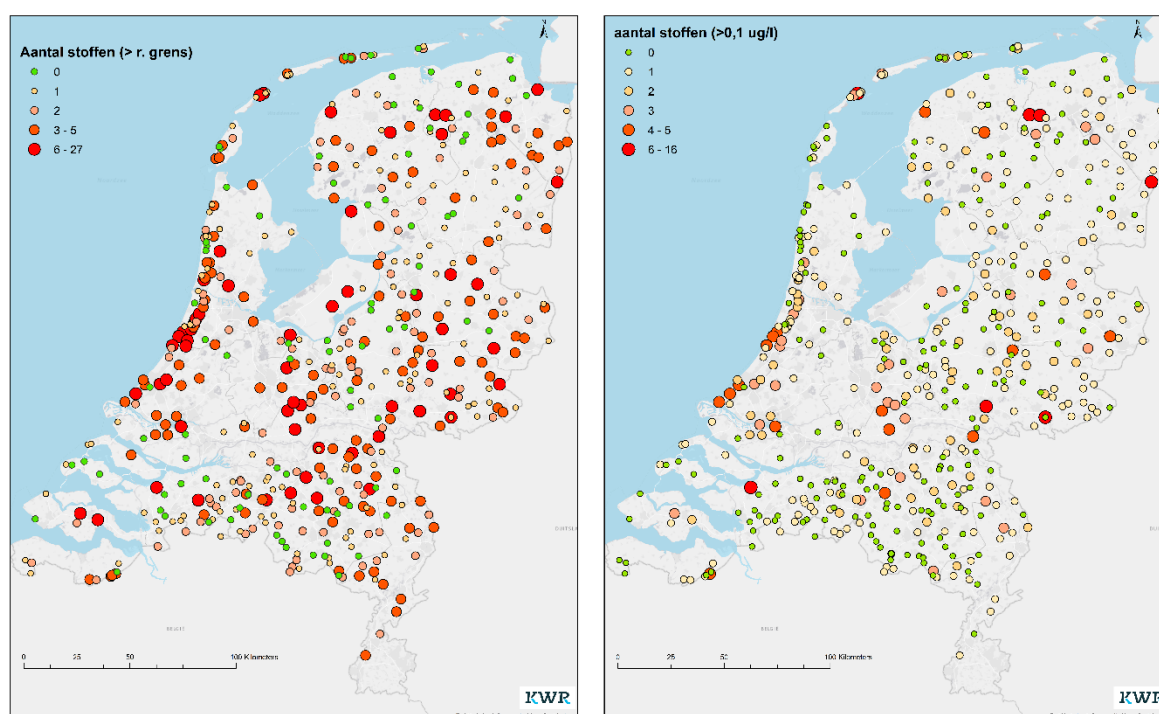 N
Aantal stoffen (> r. grens)
0
1
2
3 - 5
6 - 27
0 25 50 100 Kilometers
KWR
N
aantal stoffen (>0,1 ug/l)
0
1
2
3
4 - 5
6 - 16
0 25 50 100 Kilometers
KWR